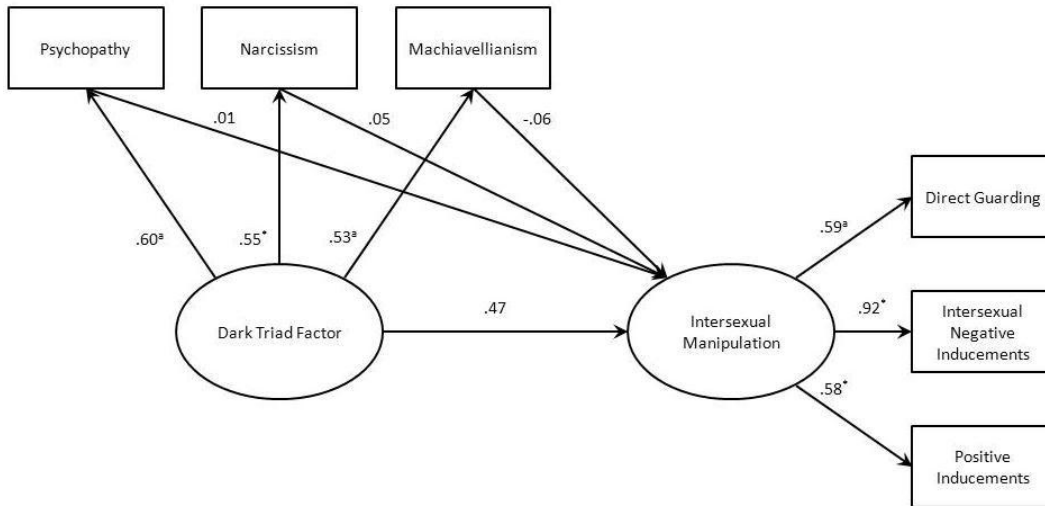 Psychopathy
Narcissism
Machiavellianism
.01
.05
-.06
Direct Guarding
.60ª
.55*
.53ª
.59ª
.47
.92*
Dark Triad Factor
Intersexual
Manipulation
Intersexual
Negative
Inducements
.58*
Positive
Inducements